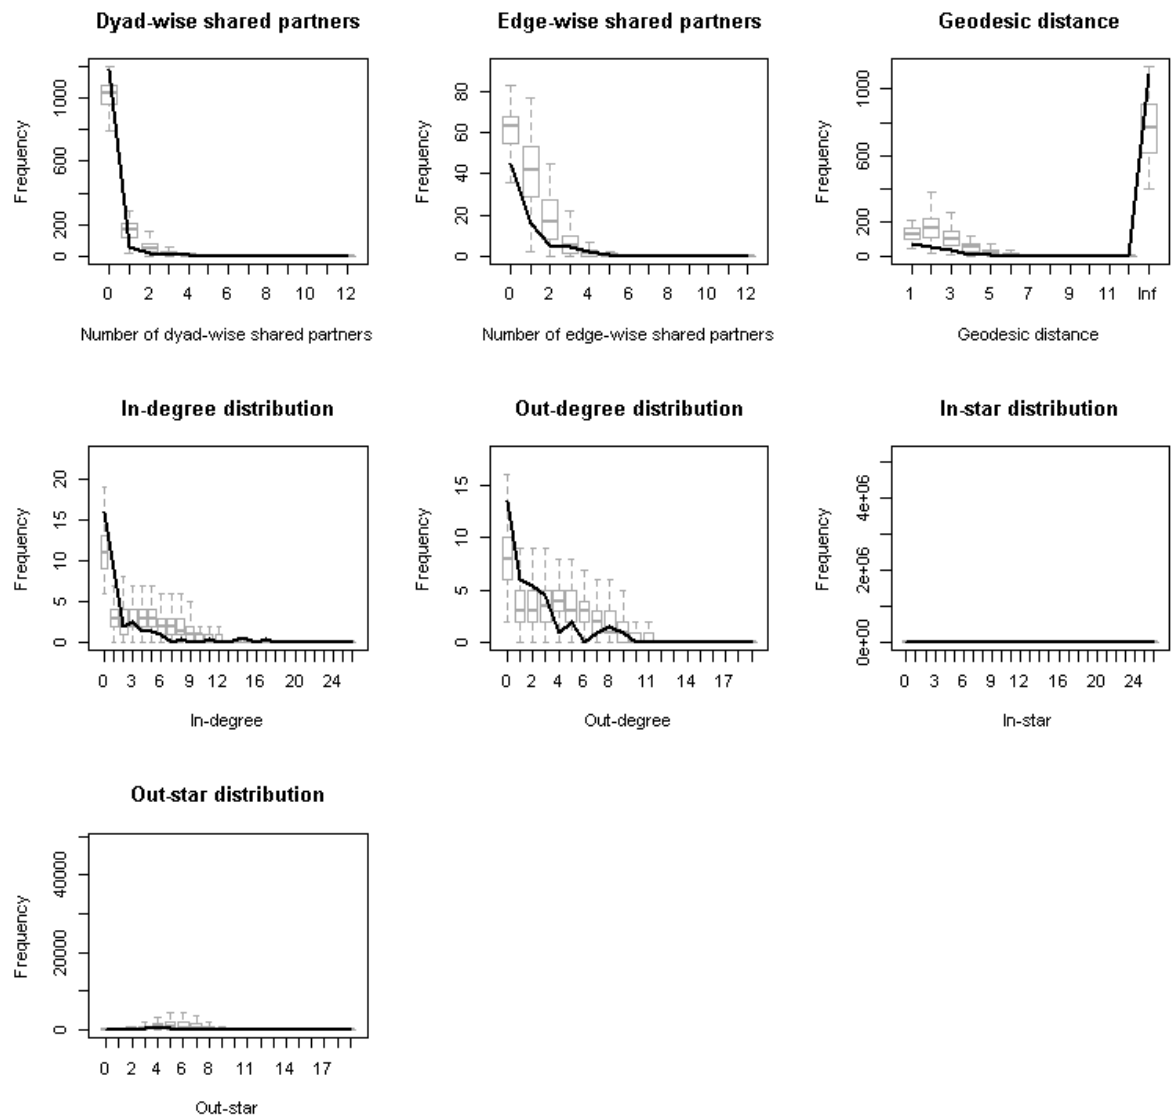 Dyad-wise shared partners
Frequency
0 200 600 1000
0 2 4 6 8 10 12
Number of dyad-wise shared partners
Edge-wise shared partners
Frequency
0 20 40 60 80
0 2 4 6 8 10 12
Number of edge-wise shared partners
Geodesic distance
Frequency
0 200 600 1000
1 3 5 7 9 11 Inf
Geodesic distance
In-degree distribution
Frequency
0 5 10 15 20
0 3 6 9 12 16 20 24
In-degree
Out-degree distribution
Frequency
0 5 10 15
0 2 4 6 8 11 14 17
Out-degree
In-star distribution
Frequency
0e+00 2e+06 4e+06
0 3 6 9 12 16 20 24
In-star
Out-star distribution
Frequency
0 20000 40000
0 2 4 6 8 11 14 17
Out-star